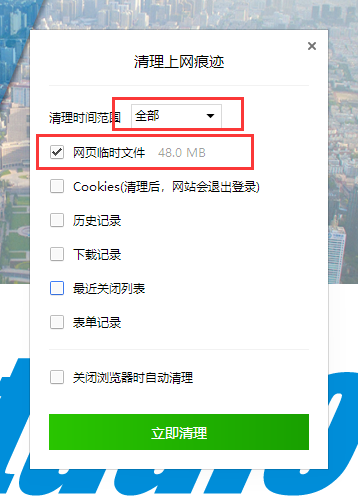 清理上网痕迹
清理时间范围 全部
网页临时文件 48.0 MB
Cookies(清理后，网站会退出登录)
历史记录
下载记录
最近关闭列表
表单记录
关闭浏览器时自动清理
立即清理